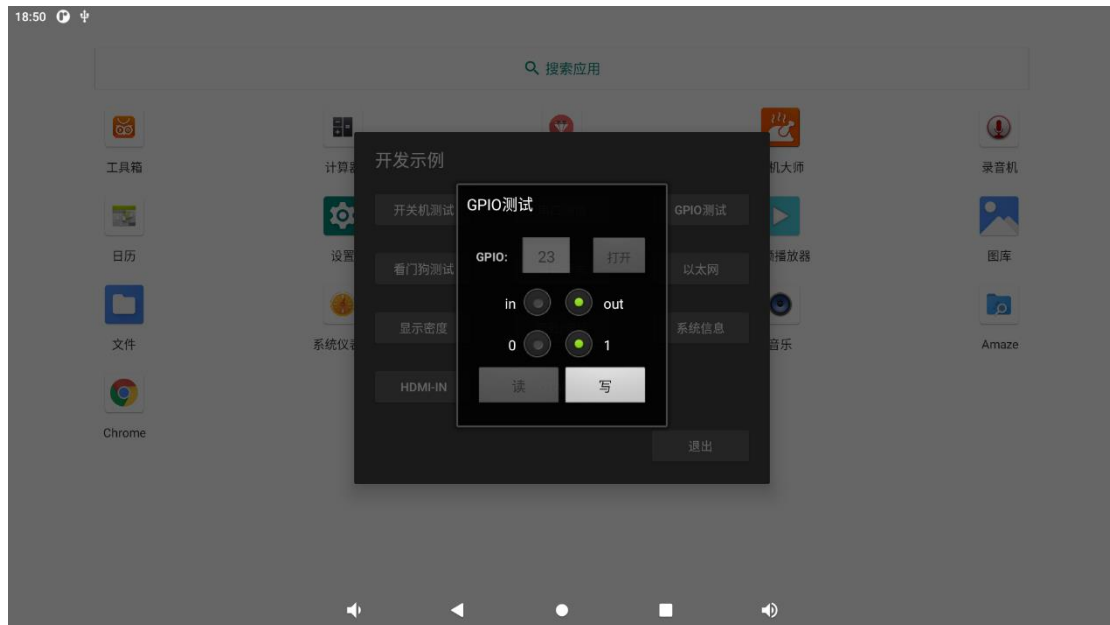 18:50
搜索应用
工具箱
计算器
机大师
录音机
开发示例
开关机测试
GPIO测试
GPIO测试
日历
设置
播放器
图库
GPIO:
23
打开
看门狗测试
以太网
in
out
显示密度
系统信息
0
1
文件
系统仪表
音乐
Amaze
HDMI-IN
读
写
Chrome
退出